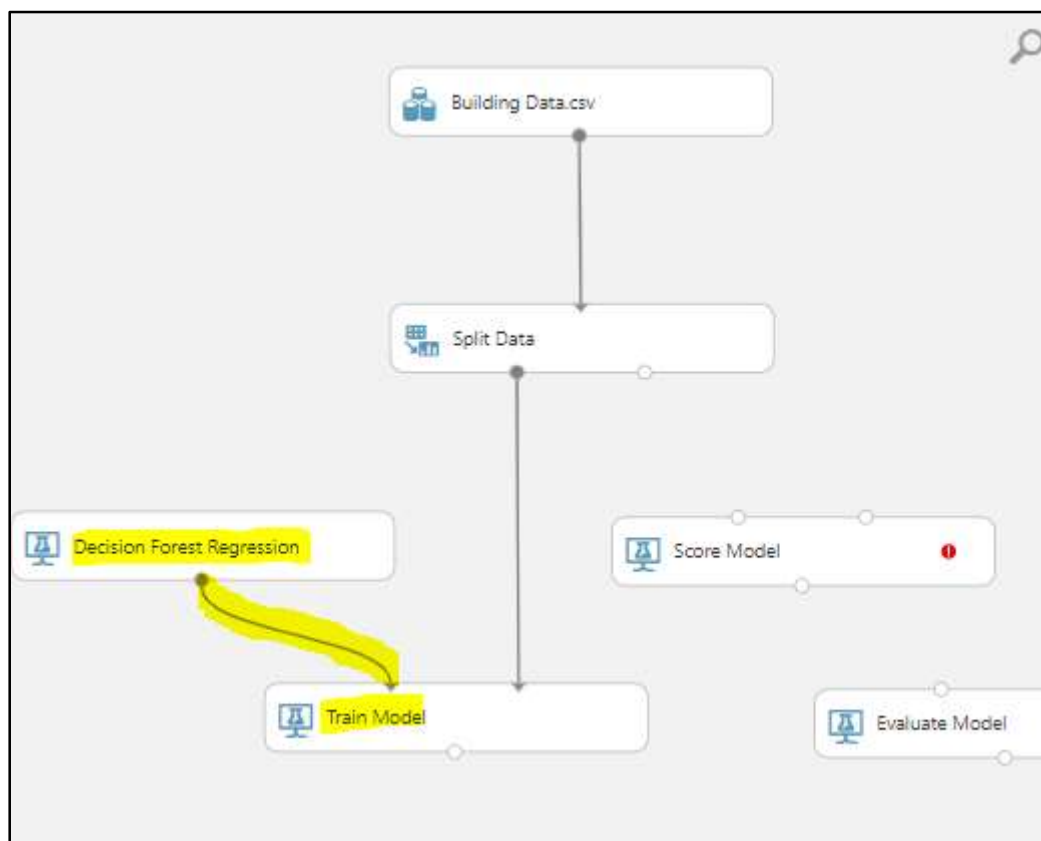 Building Data.csv
Split Data
Decision Forest Regression
Score Model
Train Model
Evaluate Model